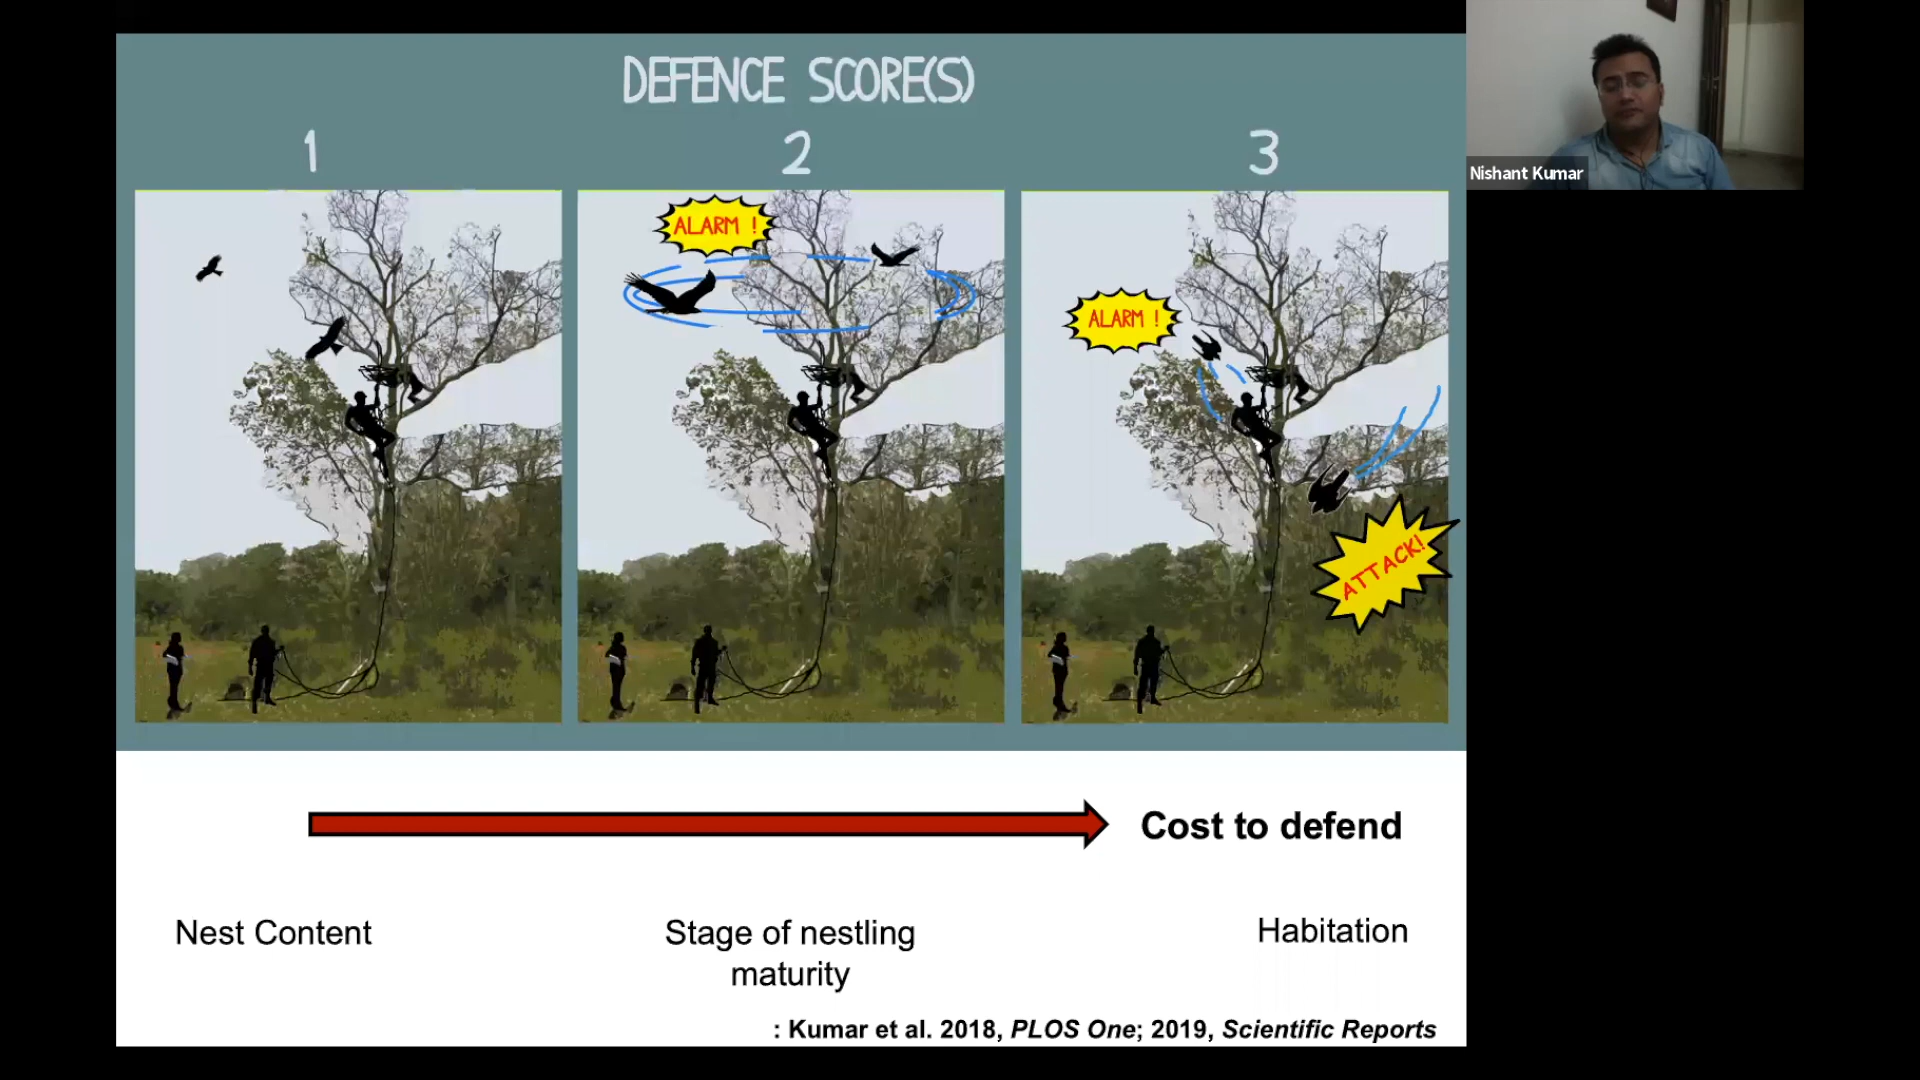 DEFENCE SCORE(S)
1
2
3
ALARM !
ALARM !
ATTACK!
Cost to defend
Nest Content
Stage of nestling
maturity
Habitation
: Kumar et al. 2018, PLOS One; 2019, Scientific Reports
Nishant Kumar